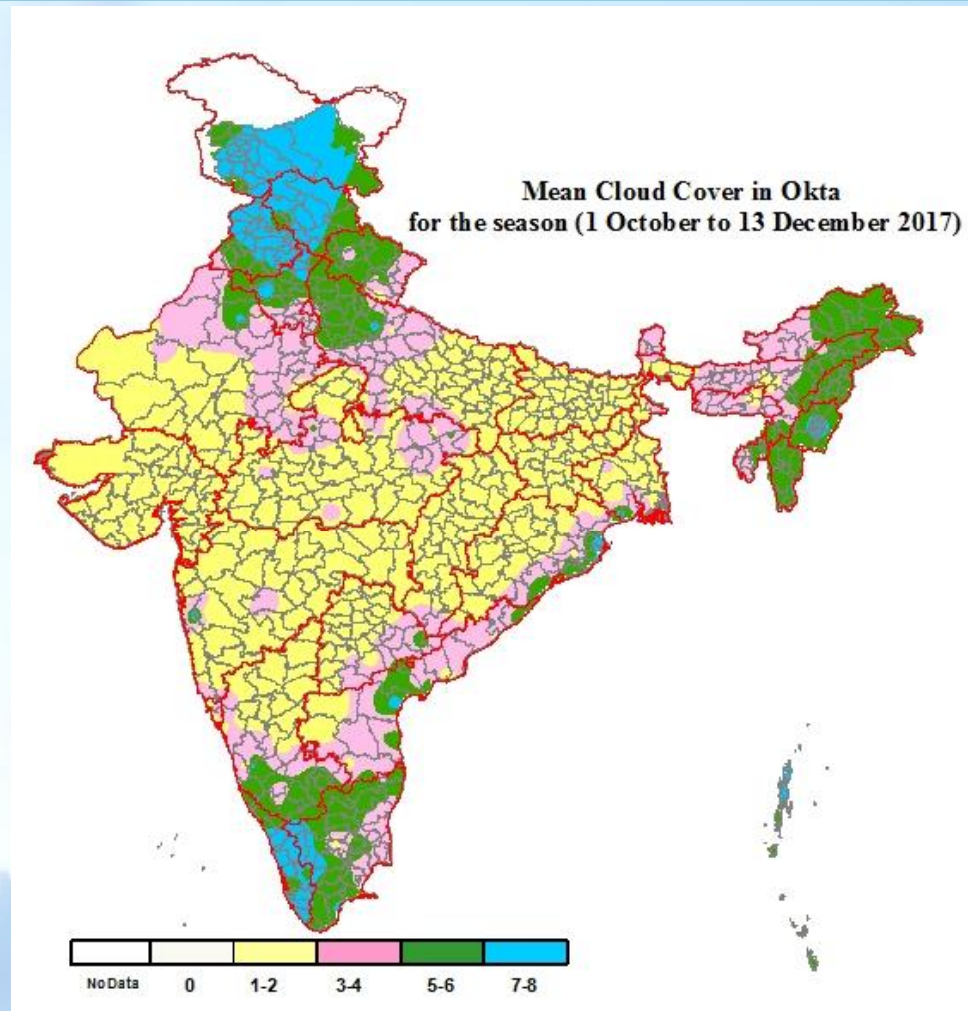 Mean Cloud Cover in Okta
for the season (1 October to 13 December 2017)
No Data 0 1-2 3-4 5-6 7-8